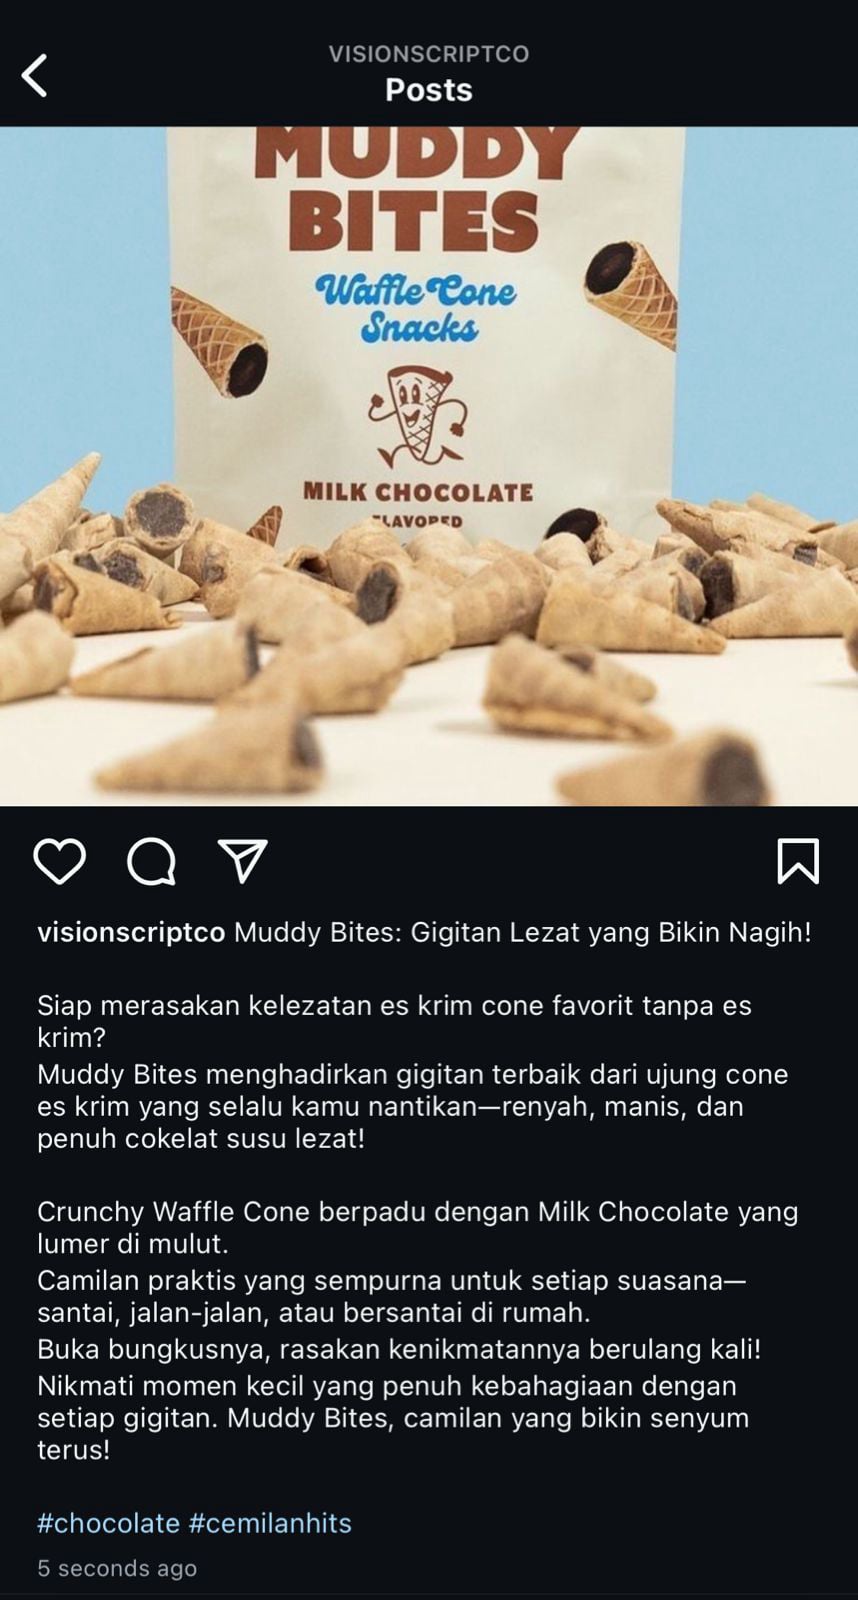 VISIONSCRIPTCO
Posts
MUDDY
BITES
Waffle Cone
Snacks
MILK CHOCOLATE
FLAVORED
visionscriptco Muddy Bites: Gigitan Lezat yang Bikin Nagih!
Siap merasakan kelezatan es krim cone favorit tanpa es
krim?
Muddy Bites menghadirkan gigitan terbaik dari ujung cone
es krim yang selalu kamu nantikan—renyah, manis, dan
penuh cokelat susu lezat!
Crunchy Waffle Cone berpadu dengan Milk Chocolate yang
lumer di mulut.
Camilan praktis yang sempurna untuk setiap suasana—
santai, jalan-jalan, atau bersantai di rumah.
Buka bungkusnya, rasakan kenikmatannya berulang kali!
Nikmati momen kecil yang penuh kebahagiaan dengan
setiap gigitan. Muddy Bites, camilan yang bikin senyum
terus!
#chocolate #cemilanhits
5 seconds ago